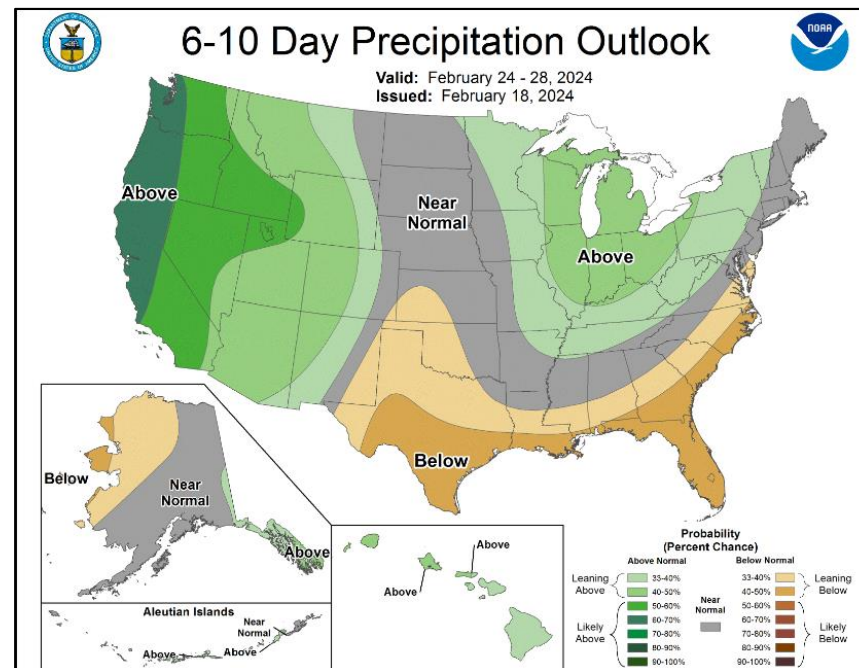 6-10 Day Precipitation Outlook
NOAA
Valid: February 24 - 28, 2024
Issued: February 18, 2024
Above
Near
Normal
Above
Below
Below
Near
Normal
Above
Aleutian Islands
Near
Normal
Above
Above
Above
Above
Probability
(Percent Chance)
Above Normal
Below Normal
Leaning
Above
33-40%
40-50%
Likely
Above
50-60%
60-70%
70-80%
80-90%
90-100%
Near
Normal
33-40%
40-50%
Leaning
Below
50-60%
60-70%
70-80%
80-90%
90-100%
Likely
Below